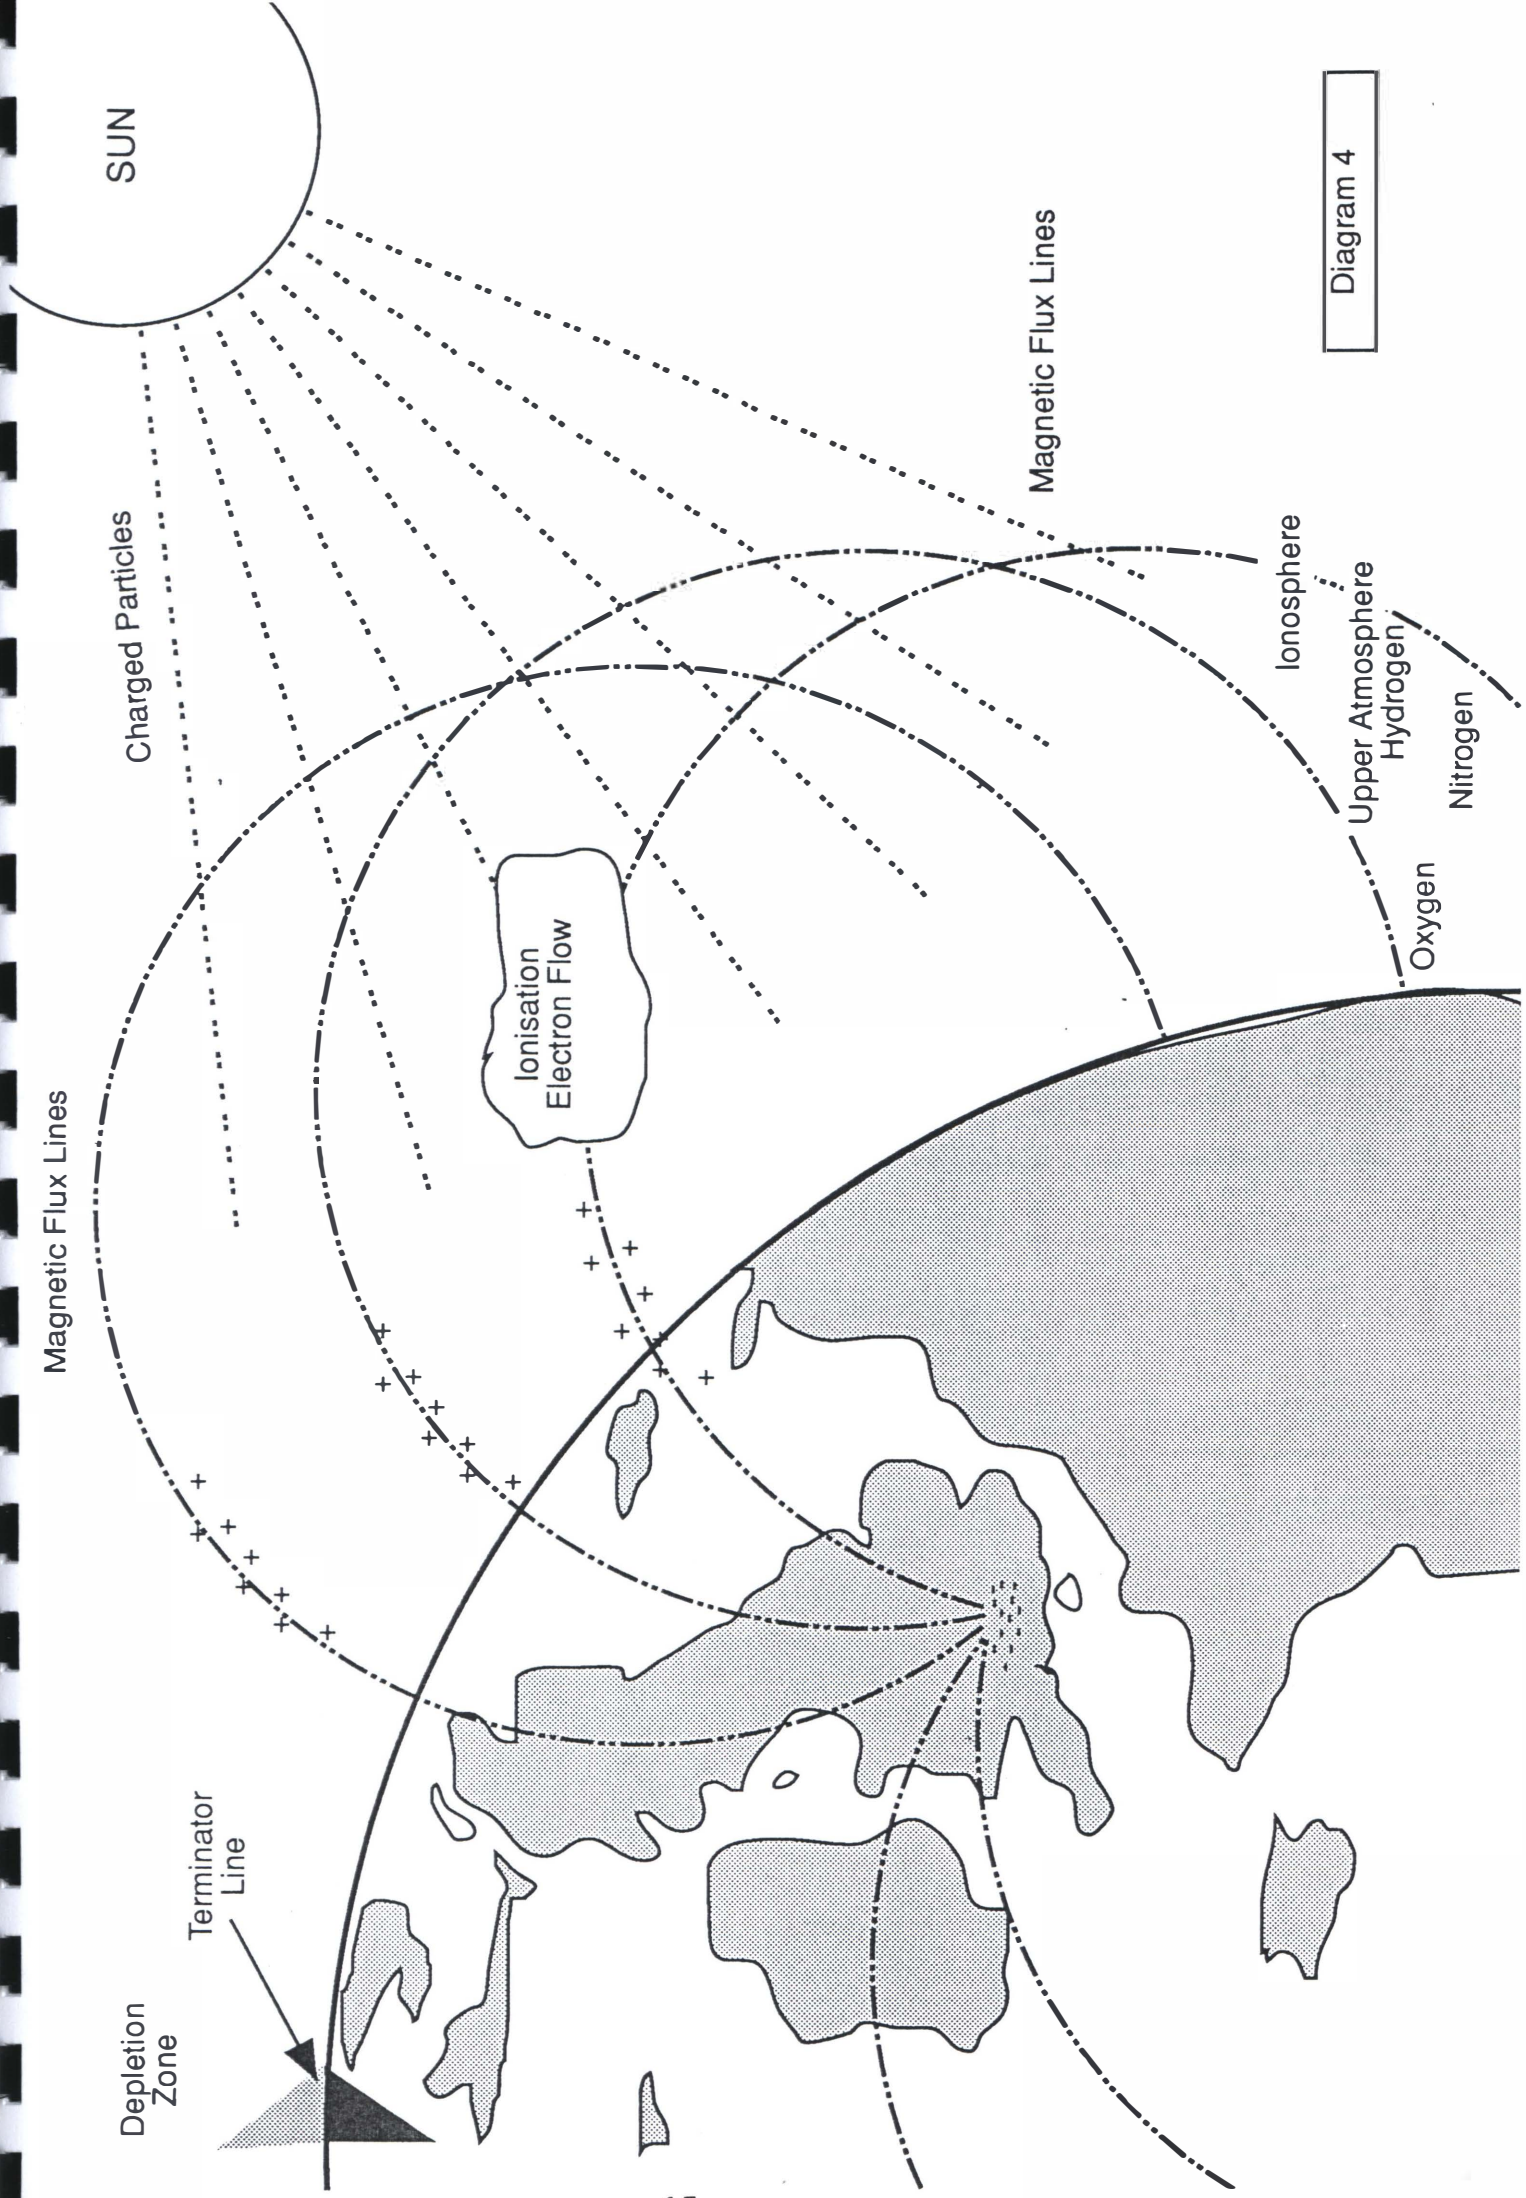 SUN
Charged Particles
Magnetic Flux Lines
Terminator
Line
Depletion
Zone
Ionisation
Electron Flow
Magnetic Flux Lines
Ionosphere
Upper Atmosphere
Hydrogen
Nitrogen
Oxygen
Diagram 4